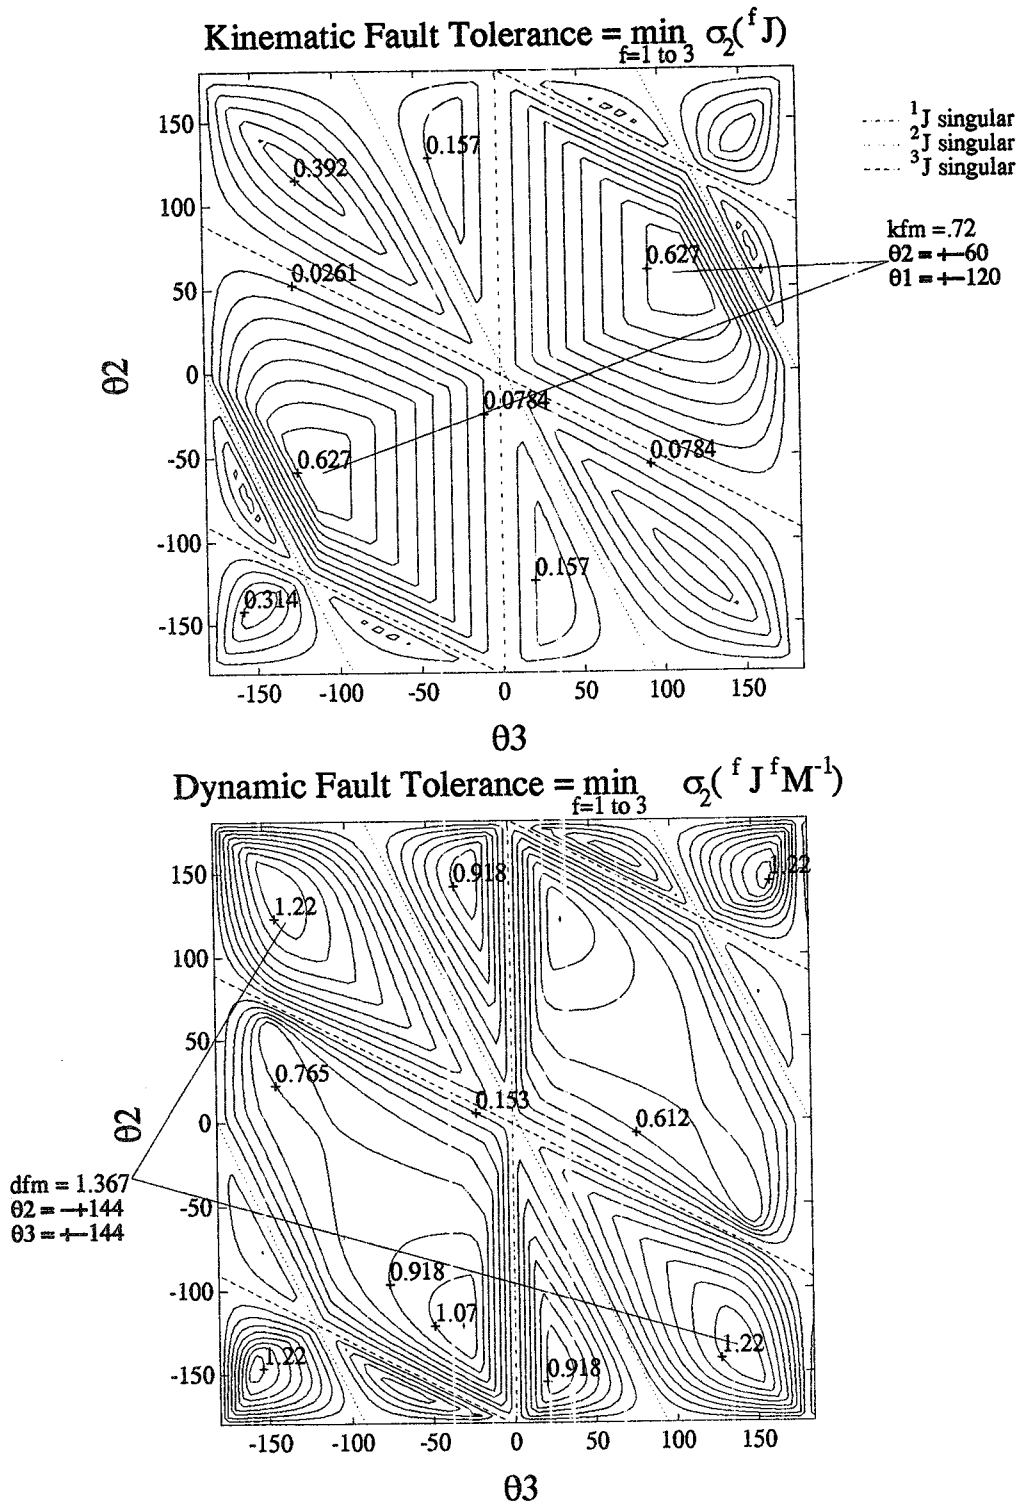 Kinematic Fault Tolerance = min σ2(ᶠJ)
f=1 to 3
¹J singular
²J singular
³J singular
kfm =.72
θ2 = +-60
θ1 = +-120
150
100
50
0
-50
-100
-150
θ2
0.392
0.157
0.0261
0.627
0.0784
0.0784
0.627
0.157
0.314
-150 -100 -50 0 50 100 150
θ3
Dynamic Fault Tolerance = min σ2(ᶠJᶠM⁻¹)
f=1 to 3
150
100
50
0
-50
-100
-150
θ2
1.22
0.918
1.22
0.765
0.153
0.612
dfm = 1.367
θ2 = -+144
θ3 = +-144
0.918
1.07
1.22
1.22
0.918
-150 -100 -50 0 50 100 150
θ3